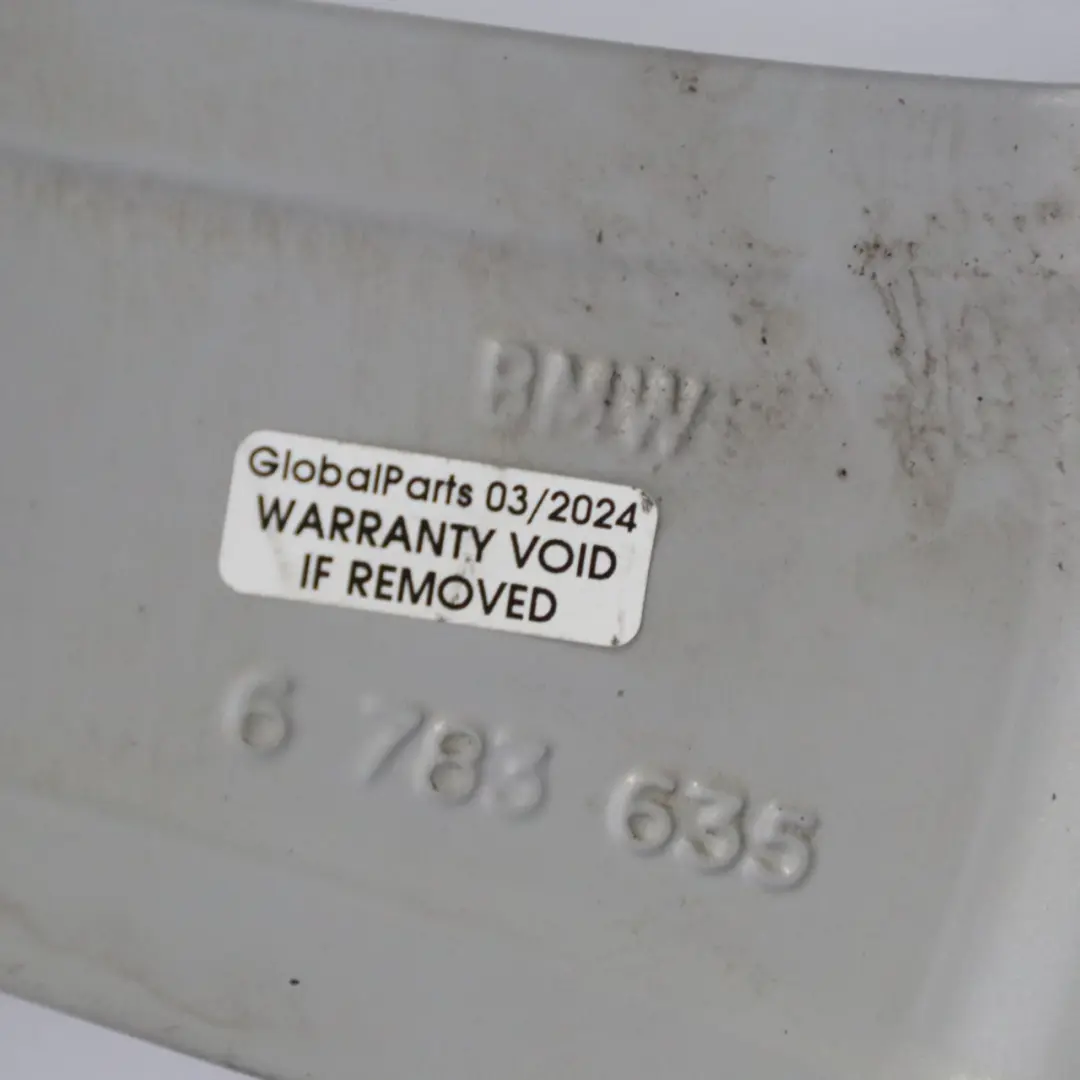 BMW
GlobalParts 03/2024
WARRANTY VOID
IF REMOVED
6 783 635